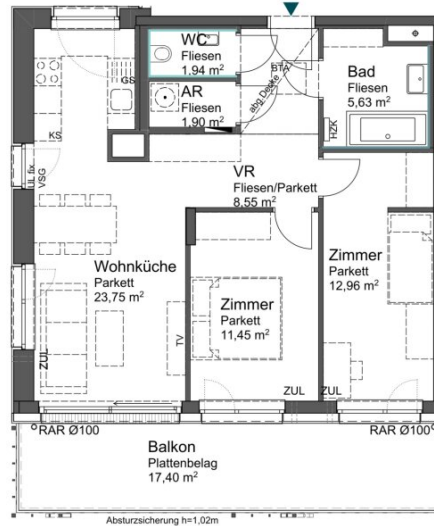 WC
Fliesen
1.94 m²
AR
Fliesen
1.90 m²
GS
KS
BTA
abg.Decke
Bad
Fliesen
5,63 m²
HZK
UL fix
VSG
VR
Fliesen/Parkett
8.55 m²
Wohnküche
Parkett
23,75 m²
TV
ZUL
Zimmer
Parkett
11,45 m²
ZUL
Zimmer
Parkett
12,96 m²
ZUL
RAR Ø100
RAR Ø100
Balkon
Plattenbelag
17,40 m²
Absturzsicherung h=1,02m